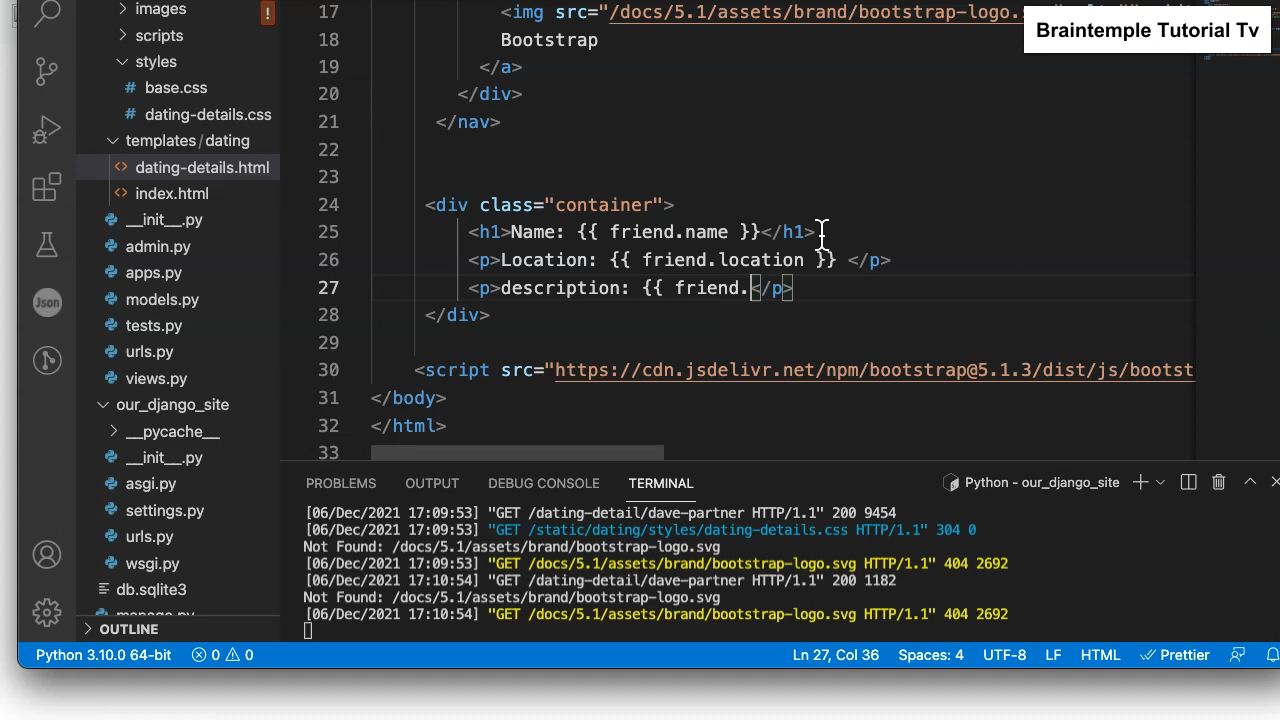 images
scripts
styles
# base.css
# dating-details.css
templates/dating
<> dating-details.html
<> index.html
__init__.py
admin.py
apps.py
models.py
tests.py
urls.py
views.py
our_django_site
__pycache__
__init__.py
asgi.py
settings.py
urls.py
wsgi.py
db.sqlite3
manage.py
OUTLINE
!
Json
Braintemple Tutorial Tv
17 <img src="/docs/5.1/assets/brand/bootstrap-logo.
18 Bootstrap
19 </a>
20 </div>
21 </nav>
22
23
24 <div class="container">
25 <h1>Name: {{ friend.name }}</h1>
26 <p>Location: {{ friend.location }} </p>
27 <p>description: {{ friend.</p>
28 </div>
29
30 <script src="https://cdn.jsdelivr.net/npm/bootstrap@5.1.3/dist/js/bootst
31 </body>
32 </html>
33
PROBLEMS OUTPUT DEBUG CONSOLE TERMINAL Python - our_django_site
[06/Dec/2021 17:09:53] "GET /dating-detail/dave-partner HTTP/1.1" 200 9454
[06/Dec/2021 17:09:53] "GET /static/dating/styles/dating-details.css HTTP/1.1" 304 0
Not Found: /docs/5.1/assets/brand/bootstrap-logo.svg
[06/Dec/2021 17:09:53] "GET /docs/5.1/assets/brand/bootstrap-logo.svg HTTP/1.1" 404 2692
[06/Dec/2021 17:10:54] "GET /dating-detail/dave-partner HTTP/1.1" 200 1182
Not Found: /docs/5.1/assets/brand/bootstrap-logo.svg
[06/Dec/2021 17:10:54] "GET /docs/5.1/assets/brand/bootstrap-logo.svg HTTP/1.1" 404 2692
Python 3.10.0 64-bit 0 0 Ln 27, Col 36 Spaces: 4 UTF-8 LF HTML Prettier